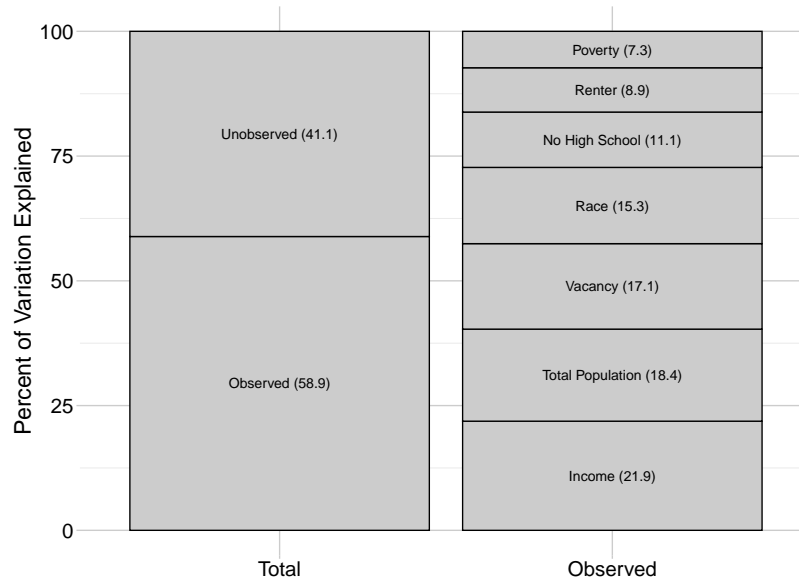 Percent of Variation Explained
100
75
50
25
0
Unobserved (41.1)
Observed (58.9)
Poverty (7.3)
Renter (8.9)
No High School (11.1)
Race (15.3)
Vacancy (17.1)
Total Population (18.4)
Income (21.9)
Total
Observed